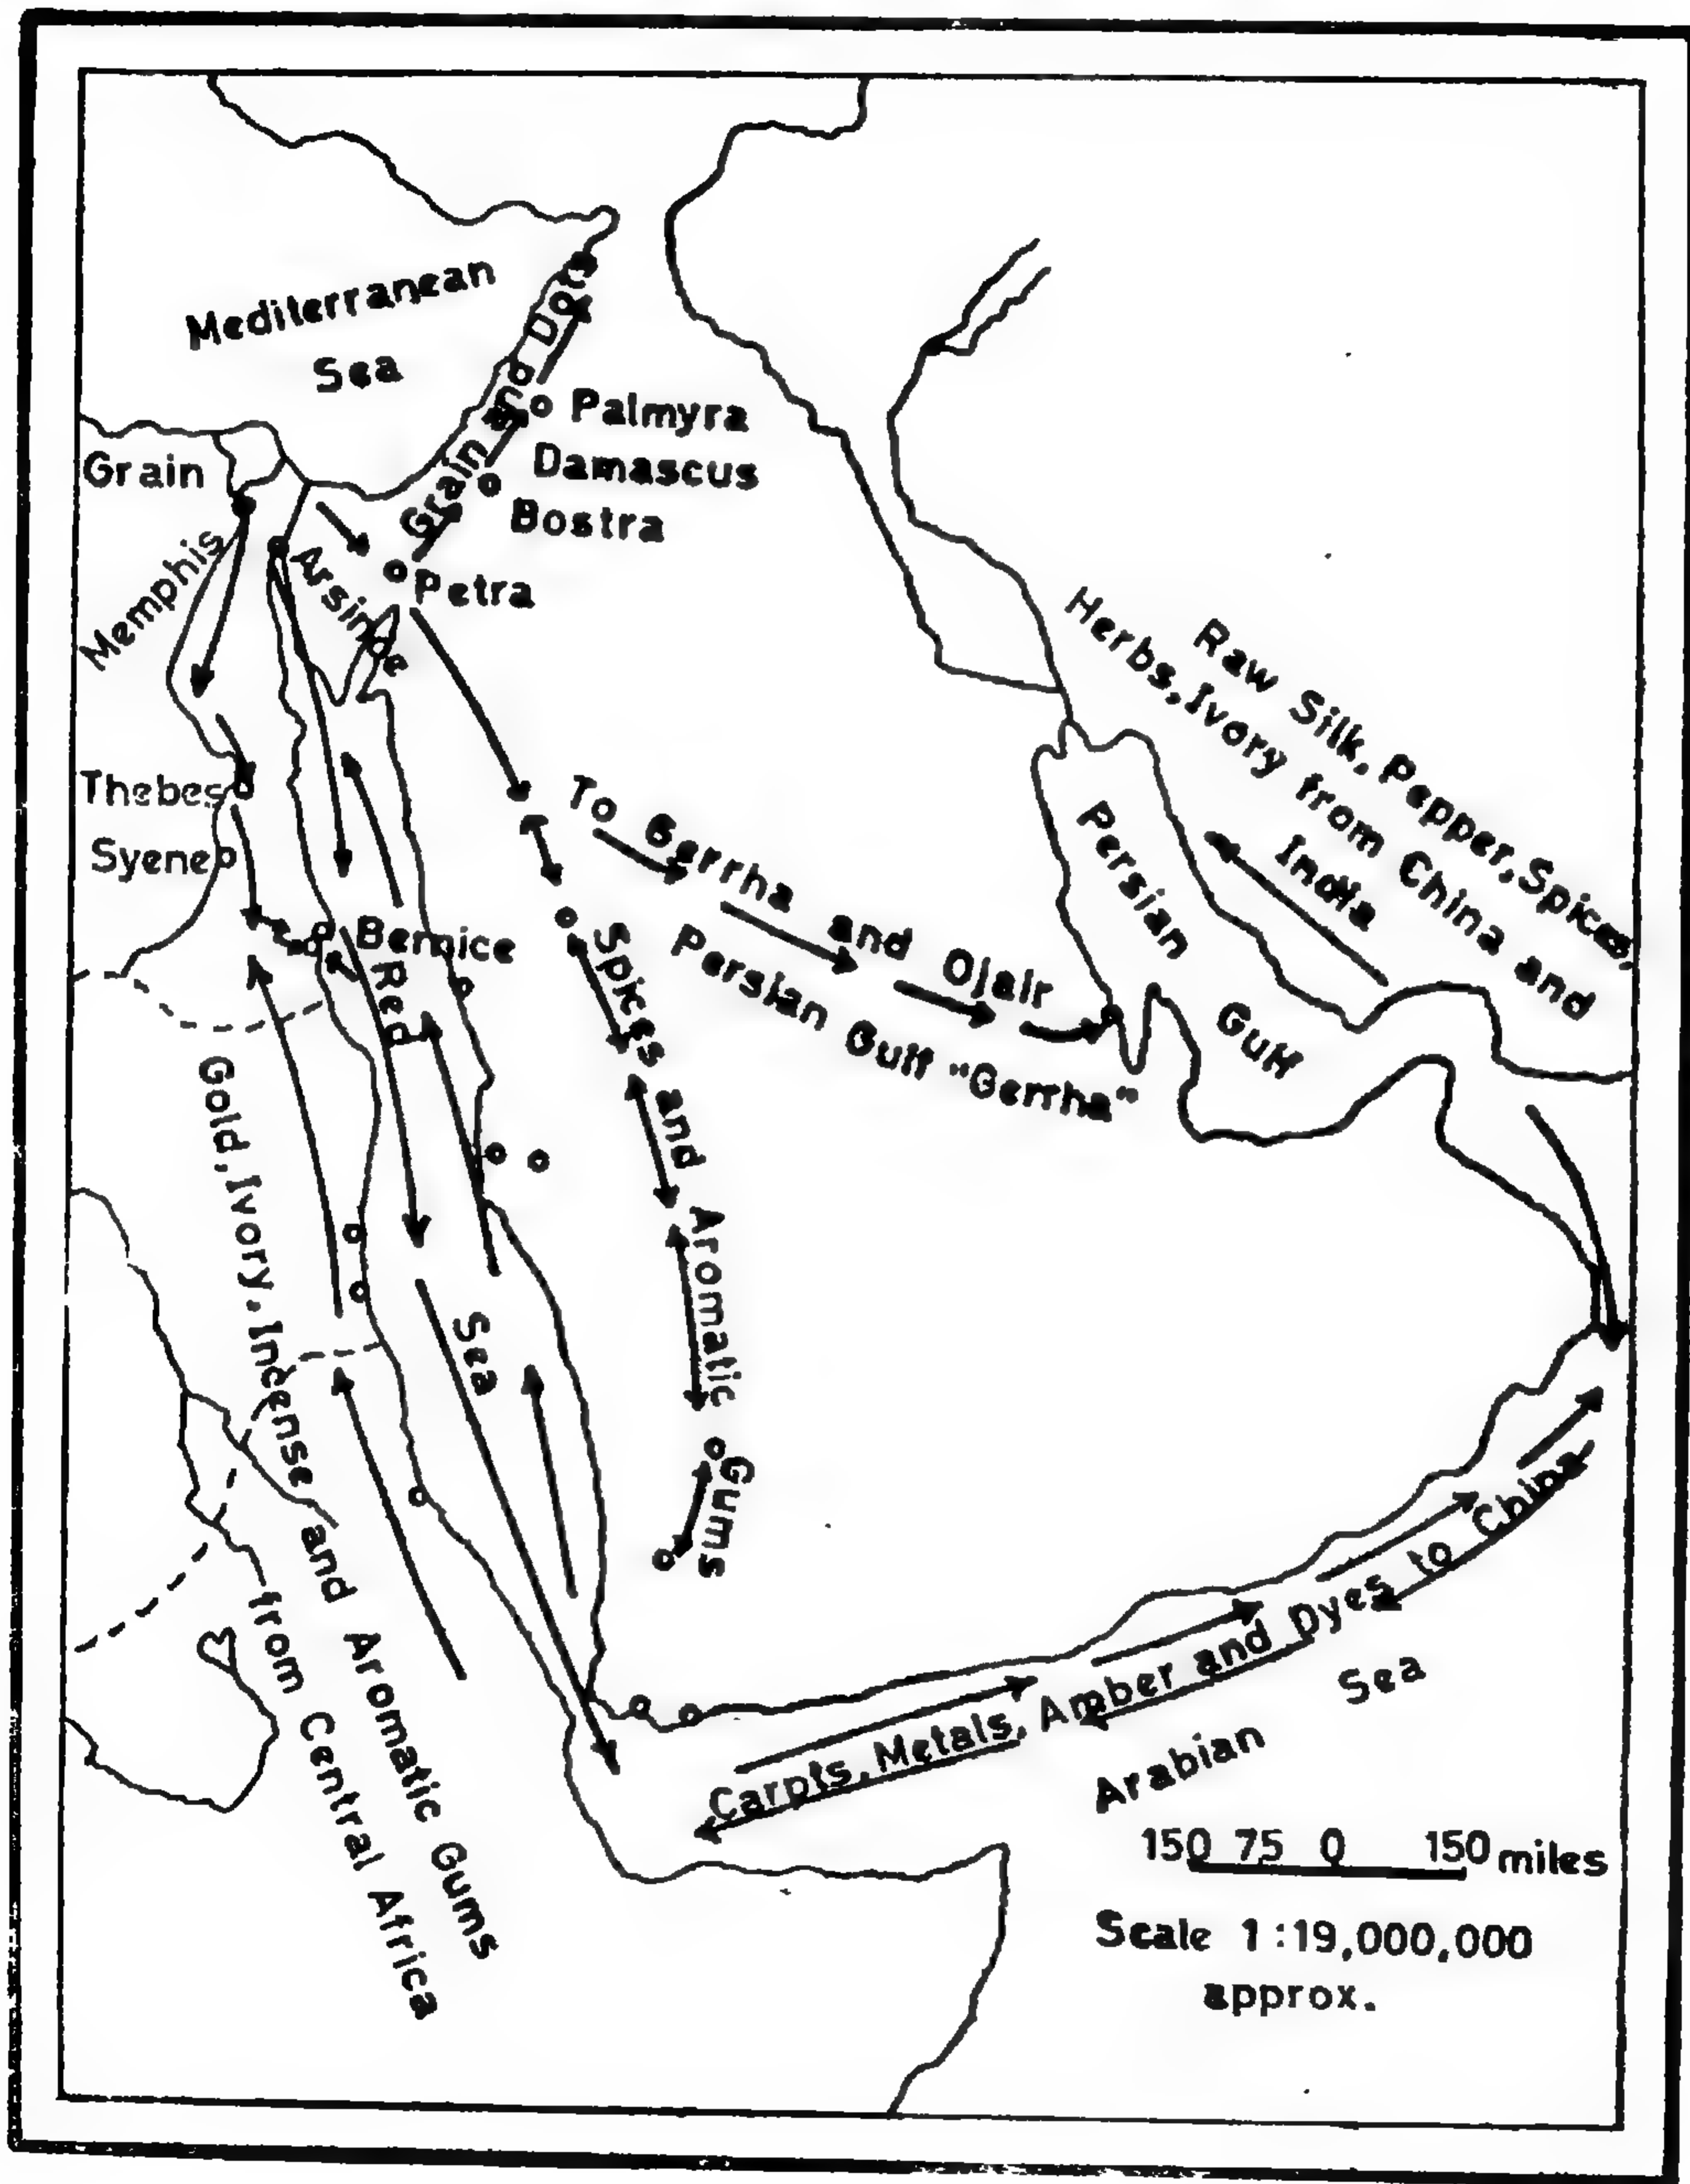 Mediterranean
Sea
Grain and Dates
Palmyra
Damascus
Bostra
Grain
Memphis
Arsinoe
Petra
Thebes
Syene
Bernice
Red
Sea
To Gerrha and Ojair
Persian Gulf "Gerrha"
Persian
Gulf
Raw Silk, Pepper, Spices,
Herbs, Ivory from China and
India
Spices and Aromatic Gums
Gold, Ivory, Incense and Aromatic Gums
from Central Africa
Carpts, Metals, Amber and Dyes to China
Arabian
Sea
150 75 0 150 miles
Scale 1:19,000,000
approx.